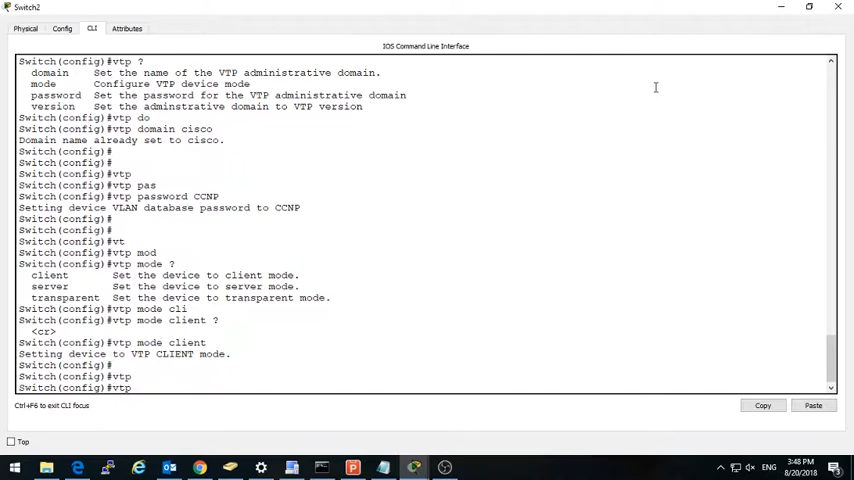 Switch2
Physical Config CLI Attributes
IOS Command Line Interface
Switch(config)#vtp ?
domain Set the name of the VTP administrative domain.
mode Configure VTP device mode
password Set the password for the VTP administrative domain
version Set the adminstrative domain to VTP version
Switch(config)#vtp do
Switch(config)#vtp domain cisco
Domain name already set to cisco.
Switch(config)#
Switch(config)#
Switch(config)#vtp
Switch(config)#vtp pas
Switch(config)#vtp password CCNP
Setting device VLAN database password to CCNP
Switch(config)#
Switch(config)#
Switch(config)#vt
Switch(config)#vtp mod
Switch(config)#vtp mode ?
client Set the device to client mode.
server Set the device to server mode.
transparent Set the device to transparent mode.
Switch(config)#vtp mode cli
Switch(config)#vtp mode client ?
<cr>
Switch(config)#vtp mode client
Setting device to VTP CLIENT mode.
Switch(config)#
Switch(config)#vtp
Switch(config)#vtp
Ctrl+F6 to exit CLI focus
Copy Paste
Top
ENG
3:48 PM
8/20/2018
3